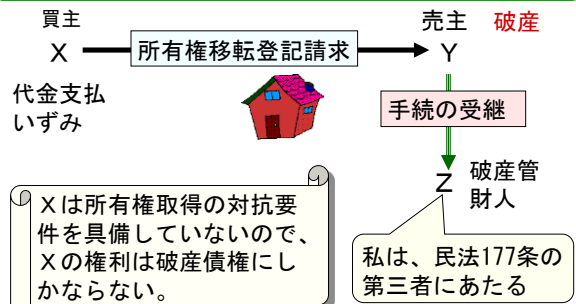 買主
X
代金支払
いずみ
所有権移転登記請求
売主 破産
Y
手続の受継
Z
破産管
財人
Xは所有権取得の対抗要
件を具備していないので、
Xの権利は破産債権にし
かならない。
私は、民法177条の
第三者にあたる